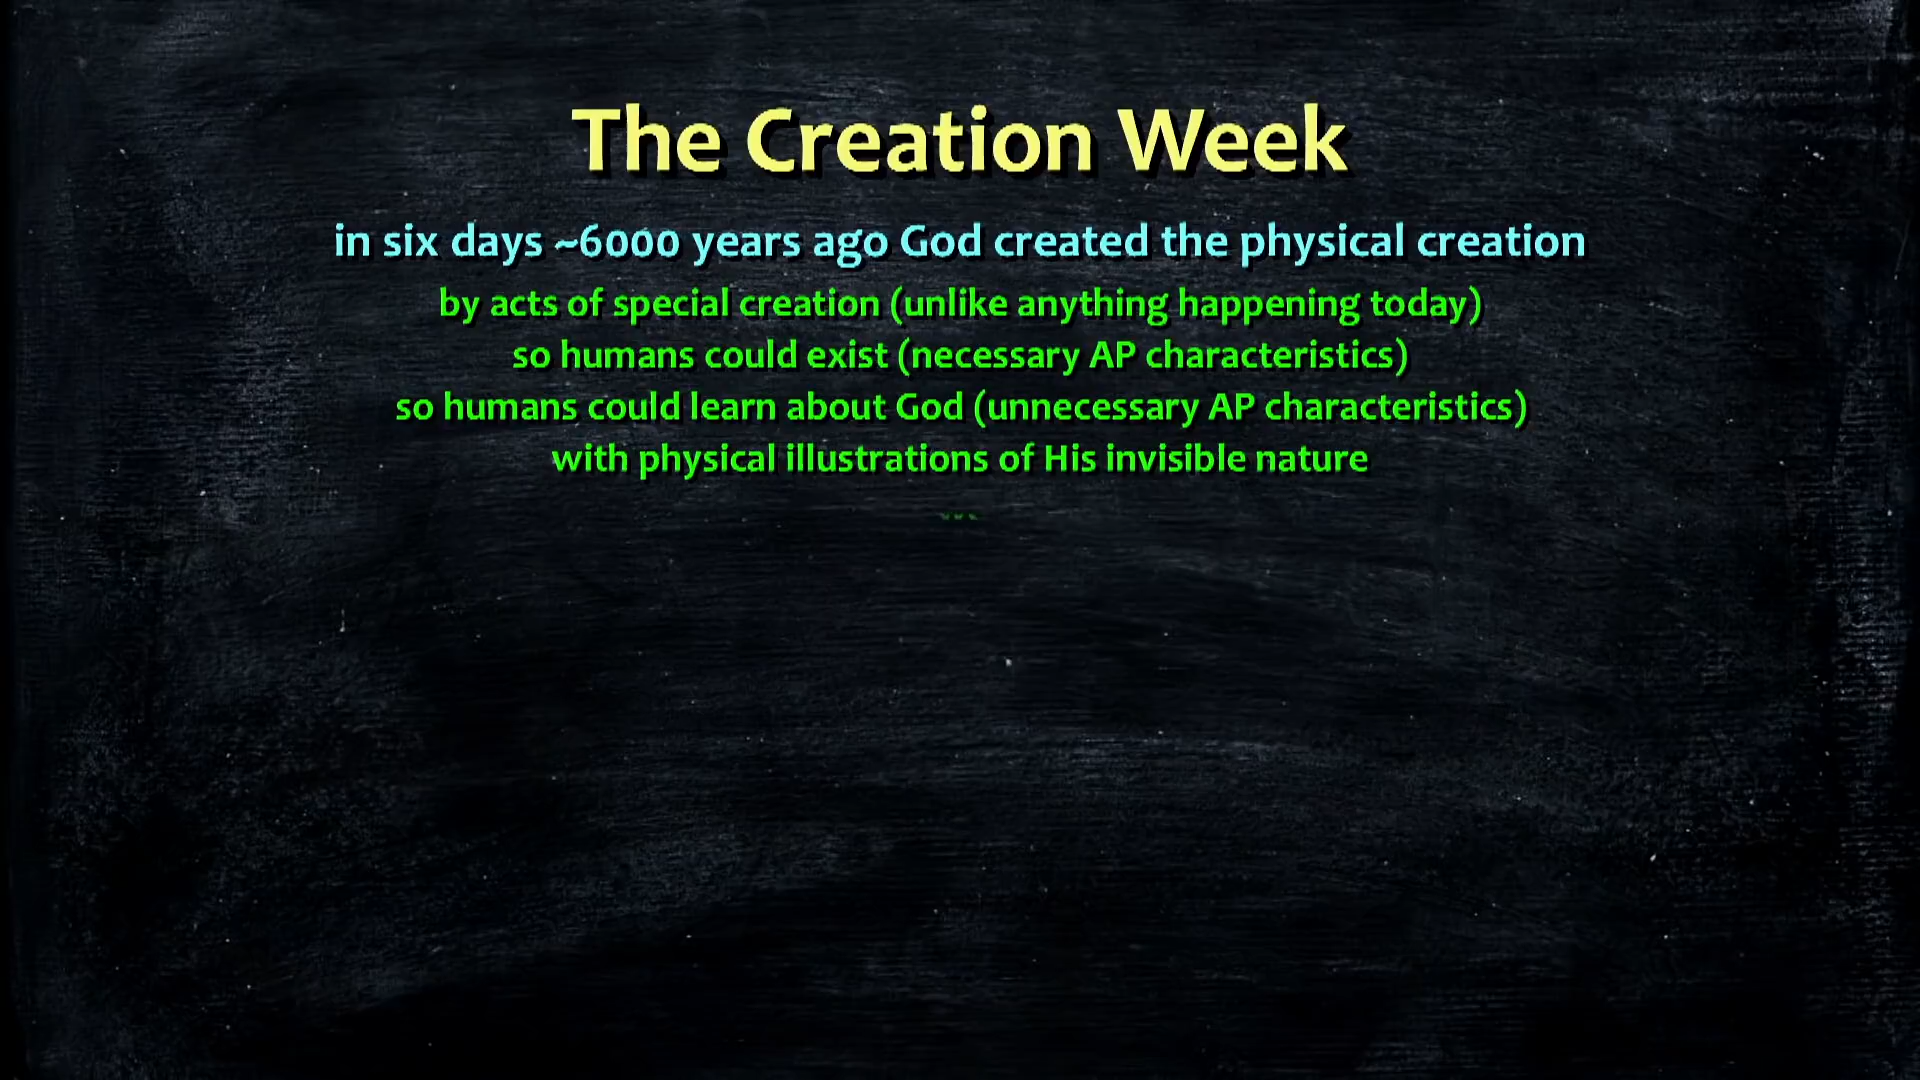 The Creation Week
in six days ~6000 years ago God created the physical creation
by acts of special creation (unlike anything happening today)
so humans could exist (necessary AP characteristics)
so humans could learn about God (unnecessary AP characteristics)
with physical illustrations of His invisible nature